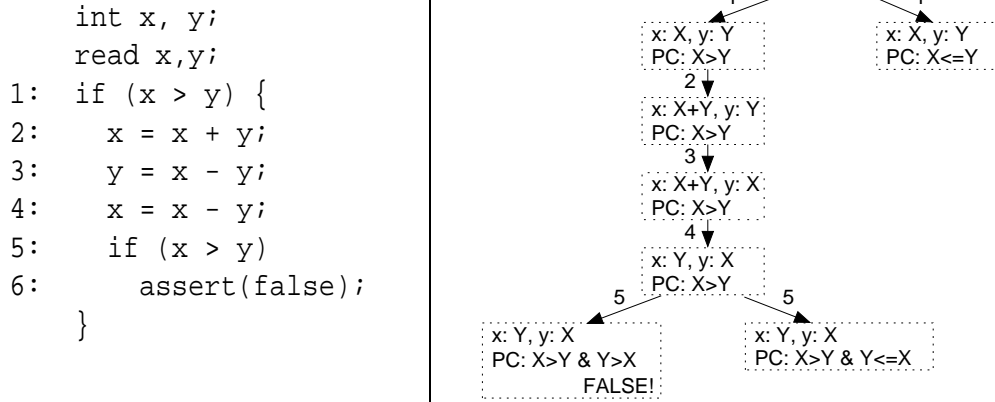 int x, y;
read x,y;
1: if (x > y) {
2: x = x + y;
3: y = x - y;
4: x = x - y;
5: if (x > y)
6: assert(false);
}
x: X, y: Y
PC: X>Y
x: X, y: Y
PC: X<=Y
2
x: X+Y, y: Y
PC: X>Y
3
x: X+Y, y: X
PC: X>Y
4
x: Y, y: X
PC: X>Y
5
5
x: Y, y: X
PC: X>Y & Y>X
FALSE!
x: Y, y: X
PC: X>Y & Y<=X